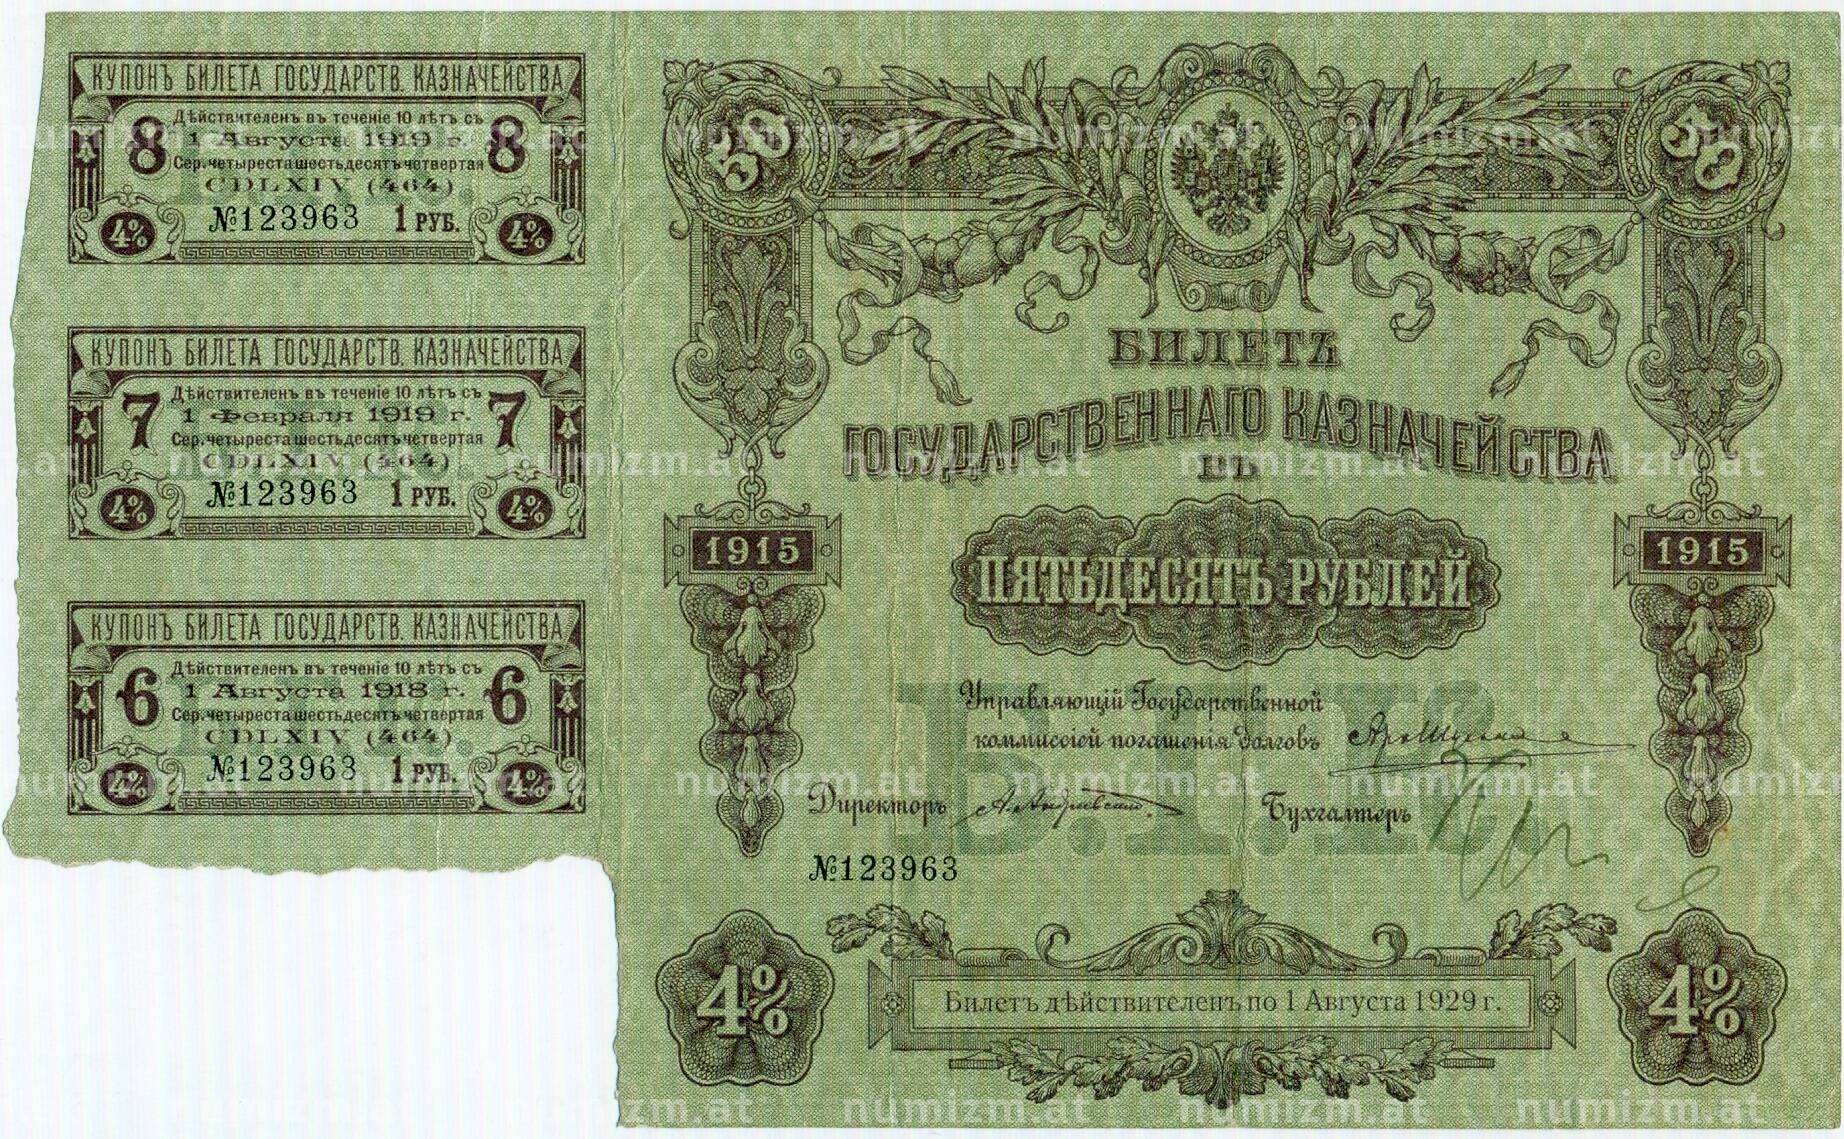 КУПОНЪ БИЛЕТА ГОСУДАРСТВ. КАЗНАЧЕЙСТВА
Дѣйствителенъ въ теченіе 10 лѣтъ съ
8 1 Августа 1919 г. 8
Сер. четыреста шестьдесятъ четвертая
CDLXIV (464).
№123963 1 РУБ.
4% 4%
КУПОНЪ БИЛЕТА ГОСУДАРСТВ. КАЗНАЧЕЙСТВА
Дѣйствителенъ въ теченіе 10 лѣтъ съ
7 1 Февраля 1919 г. 7
Сер. четыреста шестьдесятъ четвертая
CDLXIV (464)
№123963 1 РУБ.
4% 4%
КУПОНЪ БИЛЕТА ГОСУДАРСТВ. КАЗНАЧЕЙСТВА
Дѣйствителенъ въ теченіе 10 лѣтъ съ
6 1 Августа 1918 г. 6
Сер. четыреста шестьдесятъ четвертая
CDLXIV (464)
№123963 1 РУБ.
4% 4%
50 50
БИЛЕТЪ
ГОСУДАРСТВЕННАГО КАЗНАЧЕЙСТВА
ВЪ
1915 1915
ПЯТЬДЕСЯТЪ РУБЛЕЙ
Управляющій Государственной
коммиссіей погашенія долговъ
Директоръ Бухгалтеръ
№123963
4% 4%
Билетъ дѣйствителенъ по 1 Августа 1929 г.
numizm.at